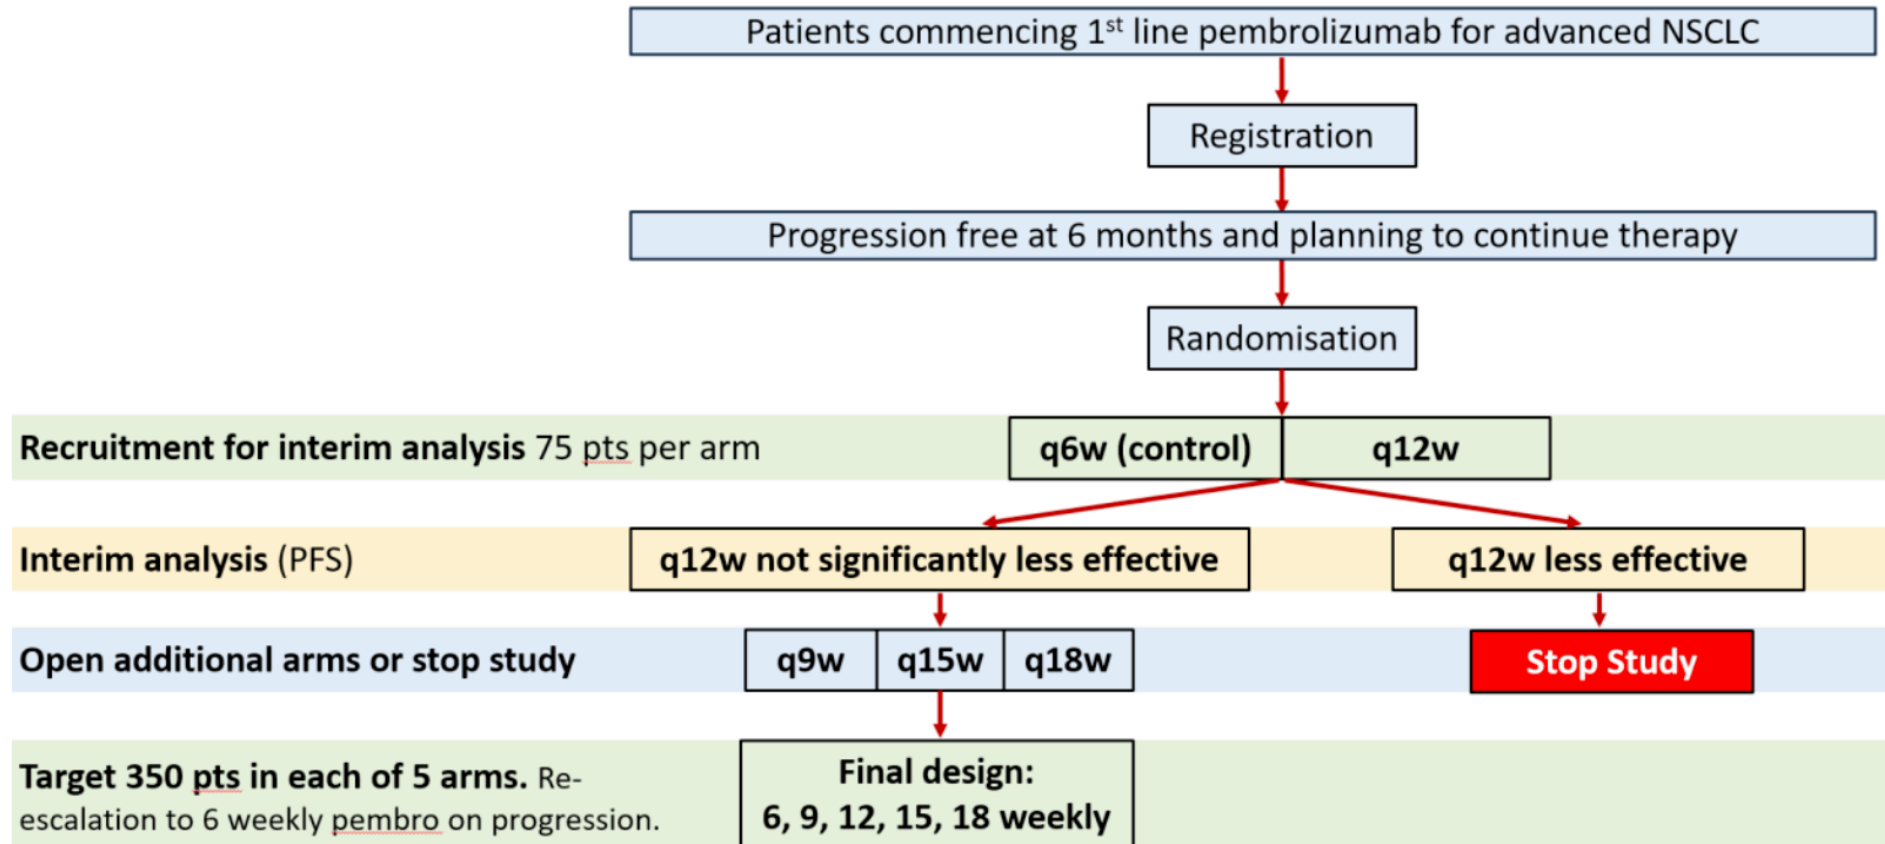 Patients commencing 1st line pembrolizumab for advanced NSCLC
Registration
Progression free at 6 months and planning to continue therapy
Randomisation
Recruitment for interim analysis 75 pts per arm
q6w (control)
q12w
Interim analysis (PFS)
q12w not significantly less effective
q12w less effective
Open additional arms or stop study
q9w
q15w
q18w
Stop Study
Target 350 pts in each of 5 arms. Re-
escalation to 6 weekly pembro on progression.
Final design:
6, 9, 12, 15, 18 weekly